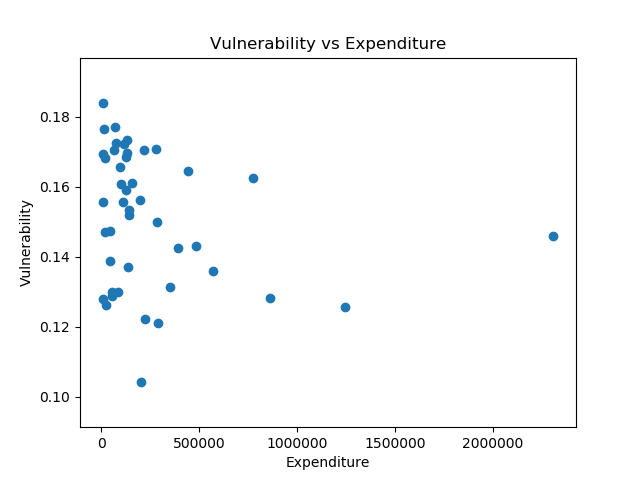 Vulnerability vs Expenditure
0.18
0.16
0.14
0.12
0.10
Vulnerability
0 500000 1000000 1500000 2000000
Expenditure